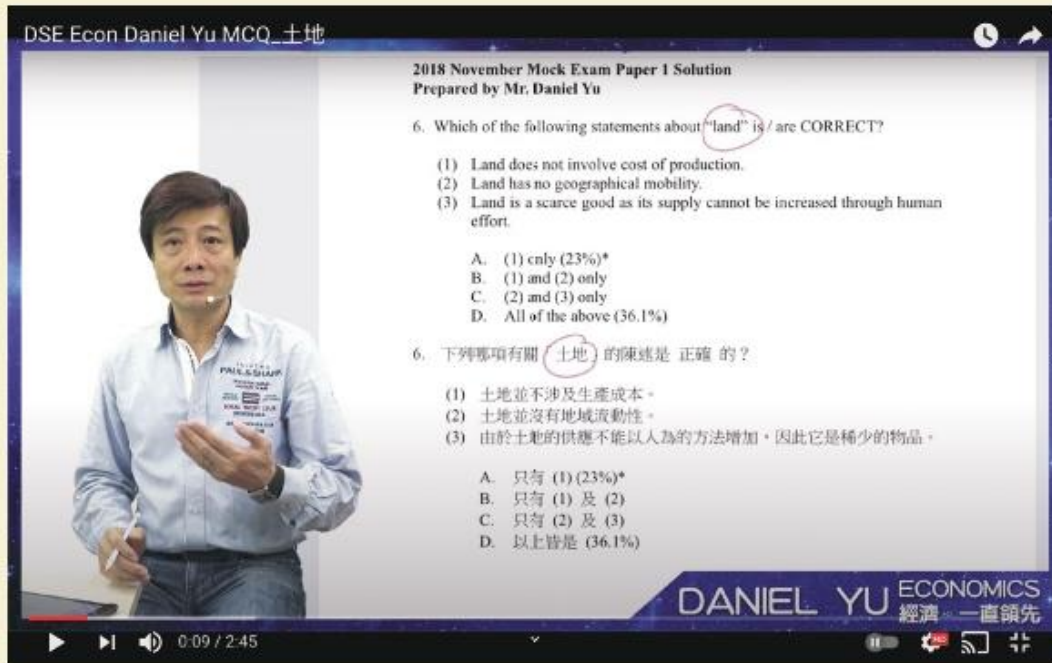 DSE Econ Daniel Yu MCQ_土地
2018 November Mock Exam Paper 1 Solution
Prepared by Mr. Daniel Yu
6. Which of the following statements about "land" is / are CORRECT?
(1) Land does not involve cost of production.
(2) Land has no geographical mobility.
(3) Land is a scarce good as its supply cannot be increased through human
effort.
A. (1) only (23%)*
B. (1) and (2) only
C. (2) and (3) only
D. All of the above (36.1%)
6. 下列哪項有關「土地」的陳述是 正確 的？
(1) 土地並不涉及生產成本。
(2) 土地並沒有地域流動性。
(3) 由於土地的供應不能以人為的方法增加，因此它是稀少的物品。
A. 只有 (1) (23%)*
B. 只有 (1) 及 (2)
C. 只有 (2) 及 (3)
D. 以上皆是 (36.1%)
PAUL & SHARK
DANIEL YU ECONOMICS
經濟 一直領先
0:09 / 2:45